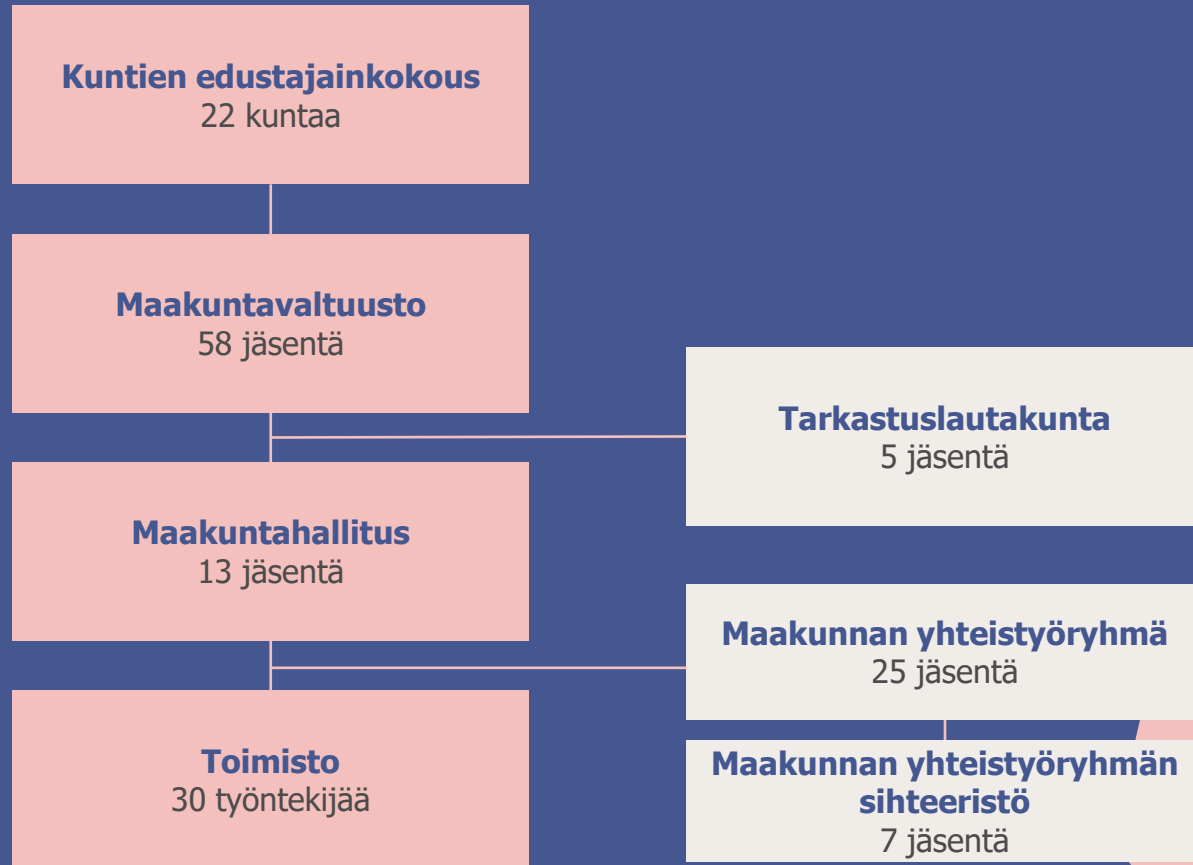 Kuntien edustajainkokous
22 kuntaa
Maakuntavaltuusto
58 jäsentä
Tarkastuslautakunta
5 jäsentä
Maakuntahallitus
13 jäsentä
Maakunnan yhteistyöryhmä
25 jäsentä
Toimisto
30 työntekijää
Maakunnan yhteistyöryhmän
sihteeristö
7 jäsentä